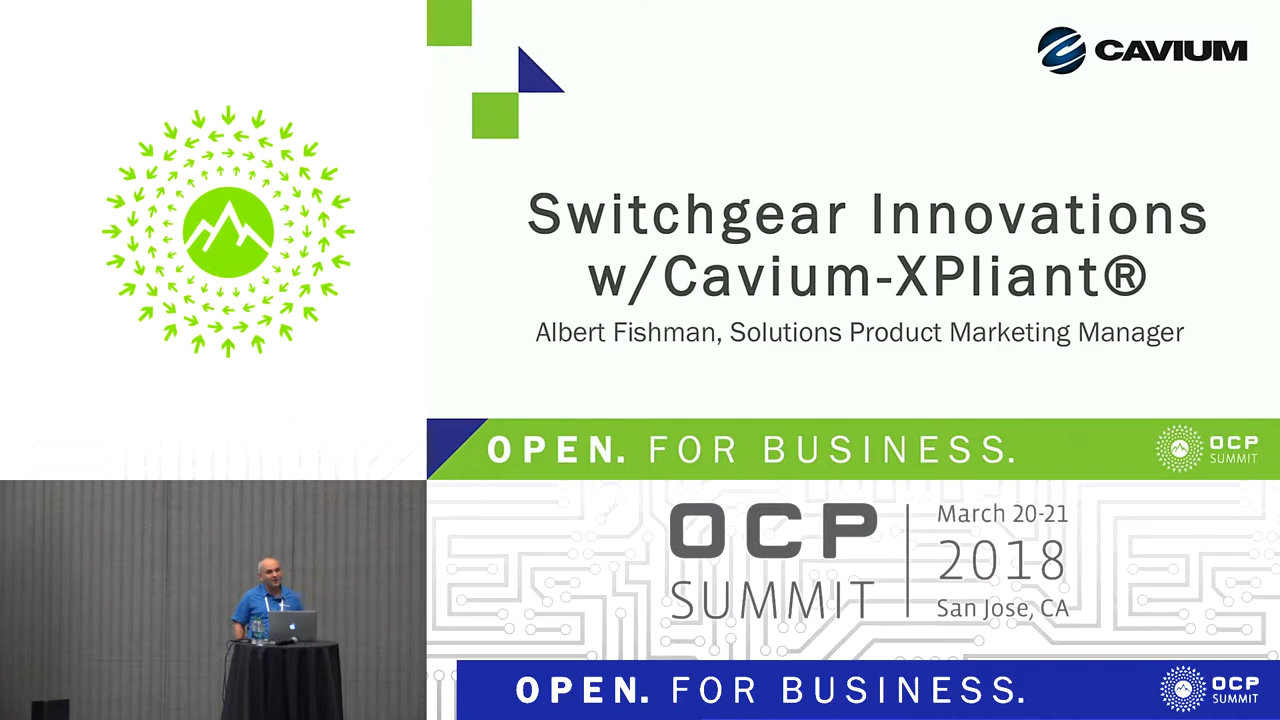 CAVIUM
Switchgear Innovations
w/Cavium-XPliant®
Albert Fishman, Solutions Product Marketing Manager
OPEN. FOR BUSINESS.
OCP
SUMMIT
OCP
SUMMIT
March 20-21
2018
San Jose, CA
OPEN. FOR BUSINESS.
OCP
SUMMIT